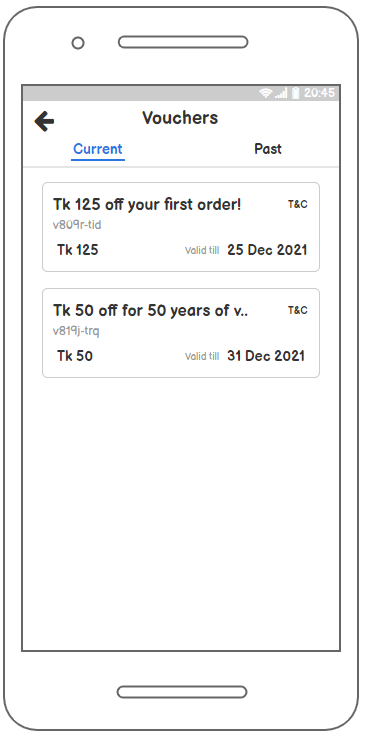 20:45
Vouchers
Current Past
Tk 125 off your first order! T&C
v809r-tid
Tk 125 Valid till 25 Dec 2021
Tk 50 off for 50 years of v.. T&C
v819j-trq
Tk 50 Valid till 31 Dec 2021